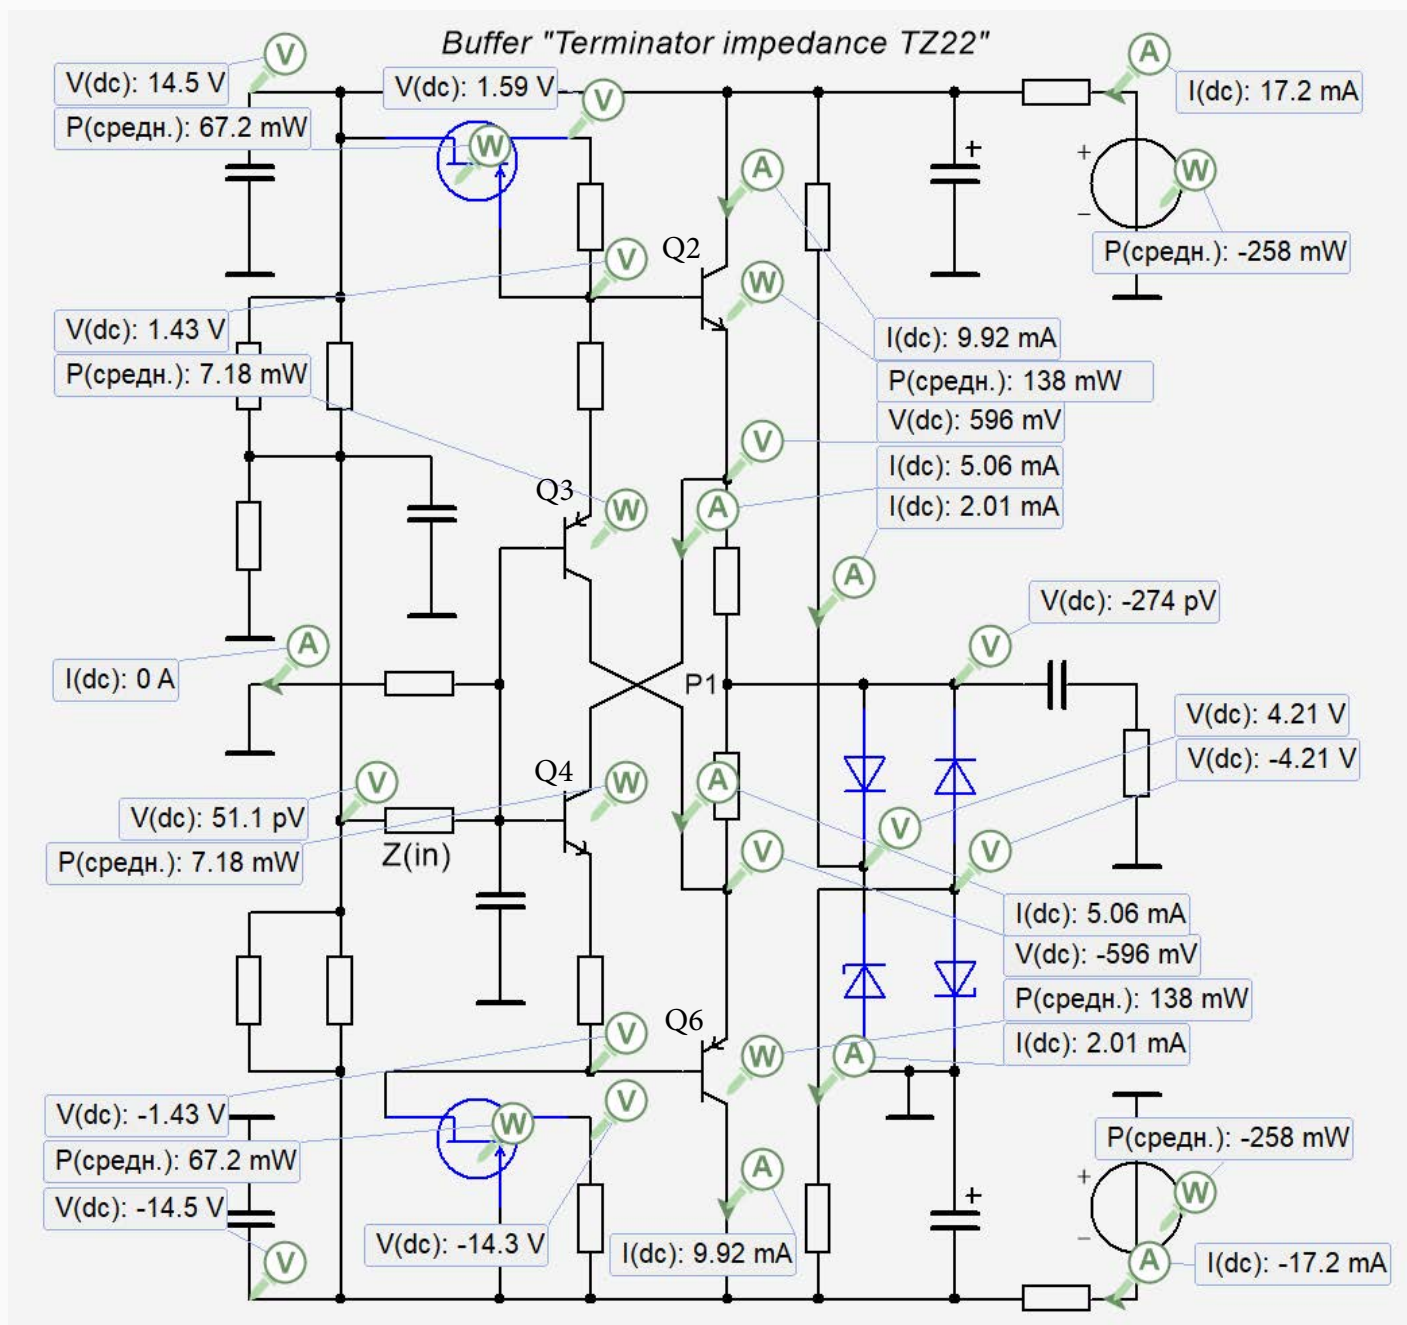 Buffer "Terminator impedance TZ22"
V(dc): 14.5 V
P(средн.): 67.2 mW
V(dc): 1.59 V
I(dc): 17.2 mA
P(средн.): -258 mW
Q2
V(dc): 1.43 V
P(средн.): 7.18 mW
I(dc): 9.92 mA
P(средн.): 138 mW
V(dc): 596 mV
I(dc): 5.06 mA
I(dc): 2.01 mA
Q3
V(dc): -274 pV
I(dc): 0 A
P1
V(dc): 4.21 V
V(dc): -4.21 V
Q4
V(dc): 51.1 pV
P(средн.): 7.18 mW
Z(in)
I(dc): 5.06 mA
V(dc): -596 mV
P(средн.): 138 mW
I(dc): 2.01 mA
Q6
V(dc): -1.43 V
P(средн.): 67.2 mW
V(dc): -14.5 V
V(dc): -14.3 V
I(dc): 9.92 mA
P(средн.): -258 mW
I(dc): -17.2 mA
V
V
A
W
A
W
V
W
W
V
A
A
A
V
V
W
A
V
V
V
V
W
A
V
W
A
W
V
A